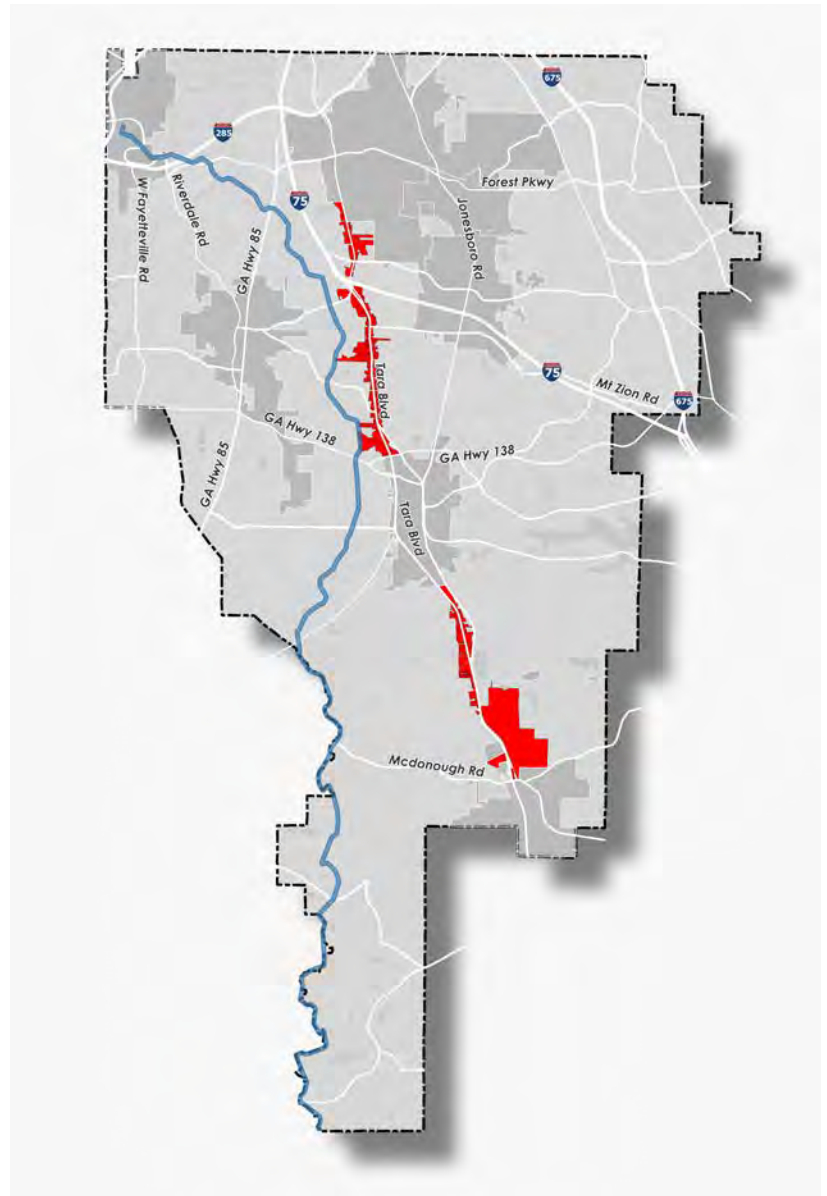 675
285
Forest Pkwy
W Fayetteville Rd
Riverdale Rd
75
Jonesboro Rd
GA Hwy 85
Tara Blvd
75
Mt Zion Rd
675
GA Hwy 138
GA Hwy 138
GA Hwy 85
Tara Blvd
Mcdonough Rd